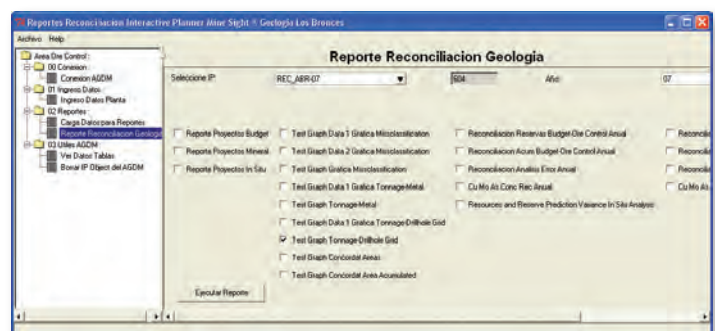 Reportes Reconciliacion Interactive Planner Mine Sight ® Geologia Los Bronces
Archivo Help
Area Ore Control :
00 Conexion
Conexion AGDM
01 Ingreso Datos
Ingreso Datos Planta
02 Reportes
Carga Datos para Reportes
Reporte Reconciliacion Geologia
03 Utiles AGDM
Ver Datos Tablas
Borrar IP Object del AGDM
Reporte Reconciliacion Geologia
Seleccione IP REC_ABR-07 604 Año: 07
Reporte Proyectos Budget Test Graph Data 1 Grafica Missclassification Reconciliacion Reservas Budget-Ore Control Anual Reconcilia
Reporte Proyectos Mineral Test Graph Data 2 Grafica Missclassification Reconciliacion Acum Budget-Ore Control Anual Reconcilia
Reporte Proyectos In Situ Test Graph Grafica Missclassification Reconciliacion Analisis Error Anual Reconcilia
Test Graph Data 1 Grafica Tonnage-Metal Cu Mo As Conc Rec Anual Cu Mo As
Test Graph Tonnage-Metal Resources and Reserve Prediction Variance In Situ Analysis
Test Graph Data 1 Grafica Tonnage-Drillhole Grid
Test Graph Tonnage-Drillhole Grid
Test Graph Concordat Areas
Test Graph Concordat Area Acumulated
Ejecutar Reporte